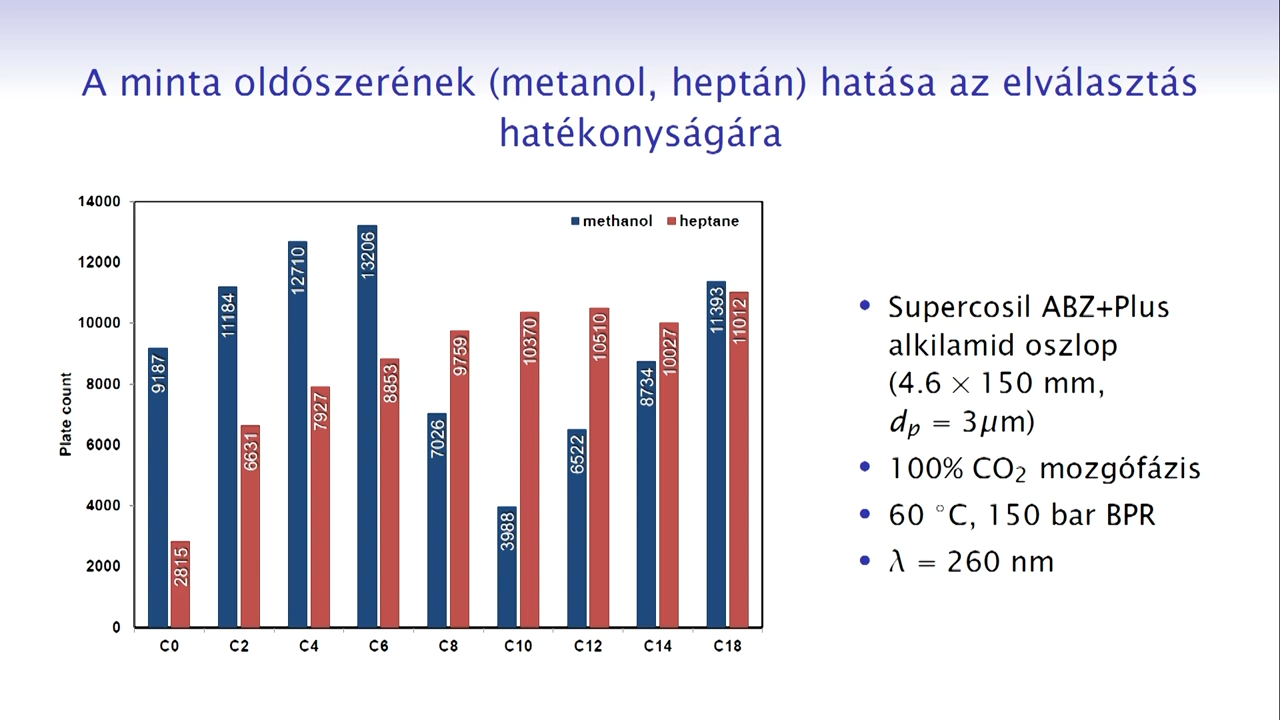 A minta oldószerének (metanol, heptán) hatása az elválasztás
hatékonyságára
14000
12000
10000
8000
6000
4000
2000
0
Plate count
methanol heptane
9187
2815
11184
6631
12710
7927
13206
8853
7026
9759
3988
10370
6522
10510
8734
10027
11393
11012
C0 C2 C4 C6 C8 C10 C12 C14 C18
• Supercosil ABZ+Plus
alkilamid oszlop
(4.6 × 150 mm,
dₚ = 3μm)
• 100% CO₂ mozgófázis
• 60 °C, 150 bar BPR
• λ = 260 nm